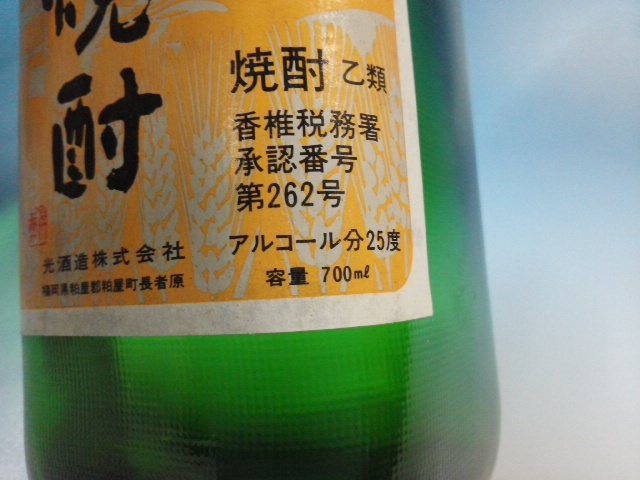 焼酎
焼酎 乙類
香椎税務署
承認番号
第262号
アルコール分25度
容量 700ml
光酒造株式会社
福岡県粕屋郡粕屋町長者原